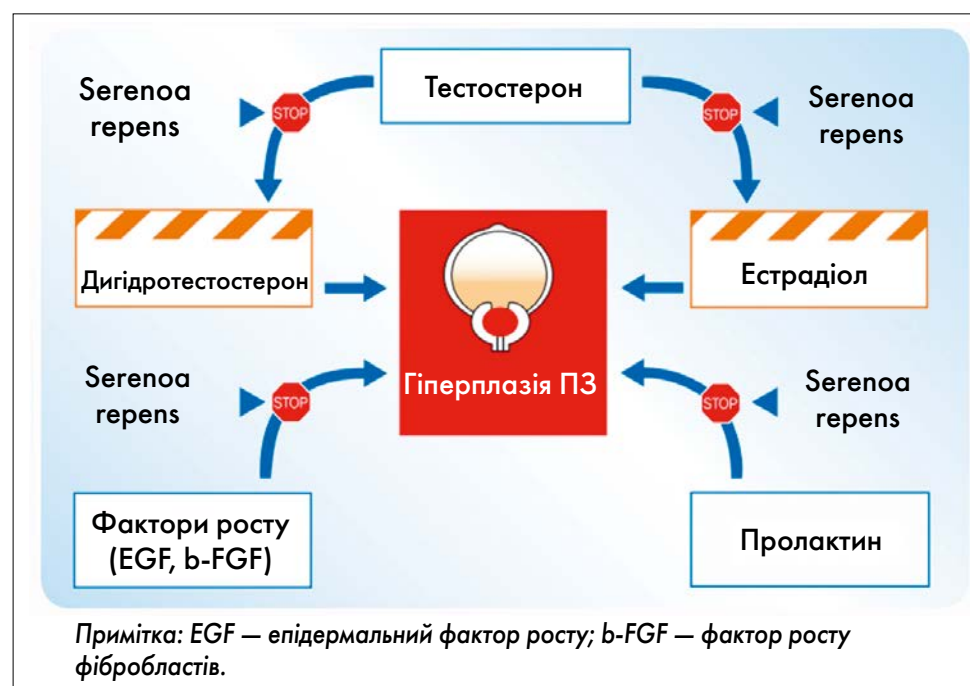 Тестостерон
Serenoa
repens
STOP
STOP
Serenoa
repens
Дигідротестостерон
Естрадіол
Гіперплазія ПЗ
Serenoa
repens
STOP
STOP
Serenoa
repens
Фактори росту
(EGF, b-FGF)
Пролактин
Примітка: EGF — епідермальний фактор росту; b-FGF — фактор росту
фібробластів.